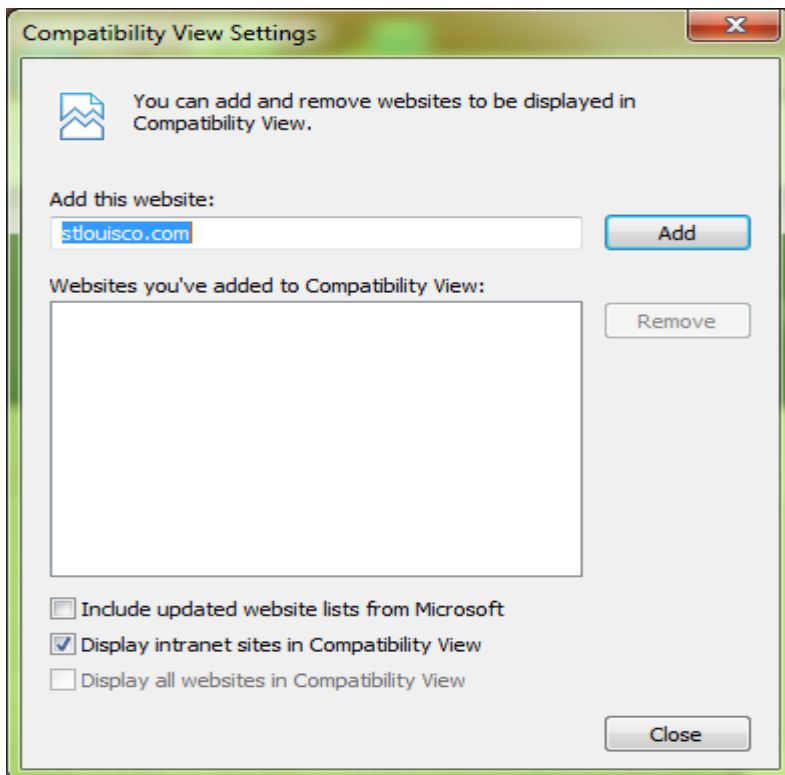 Compatibility View Settings
You can add and remove websites to be displayed in
Compatibility View.
Add this website:
stlouisco.com
Add
Websites you've added to Compatibility View:
Remove
Include updated website lists from Microsoft
Display intranet sites in Compatibility View
Display all websites in Compatibility View
Close